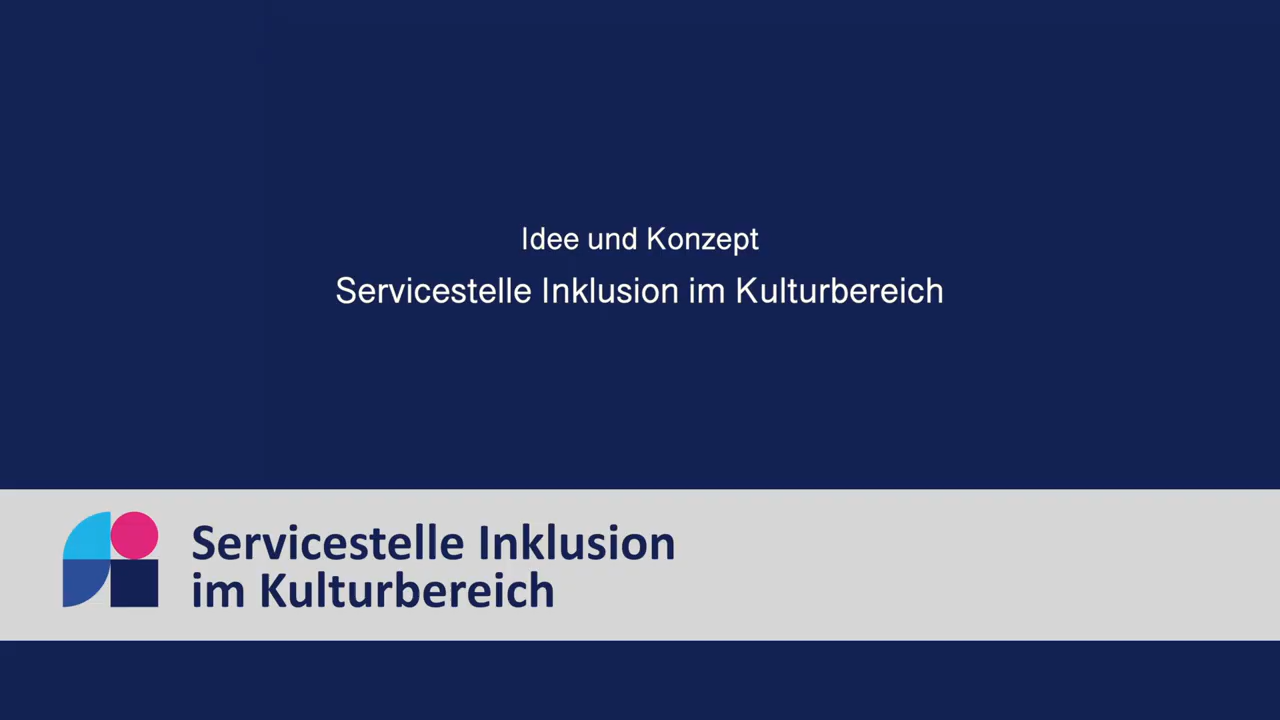 Idee und Konzept
Servicestelle Inklusion im Kulturbereich
Servicestelle Inklusion
im Kulturbereich